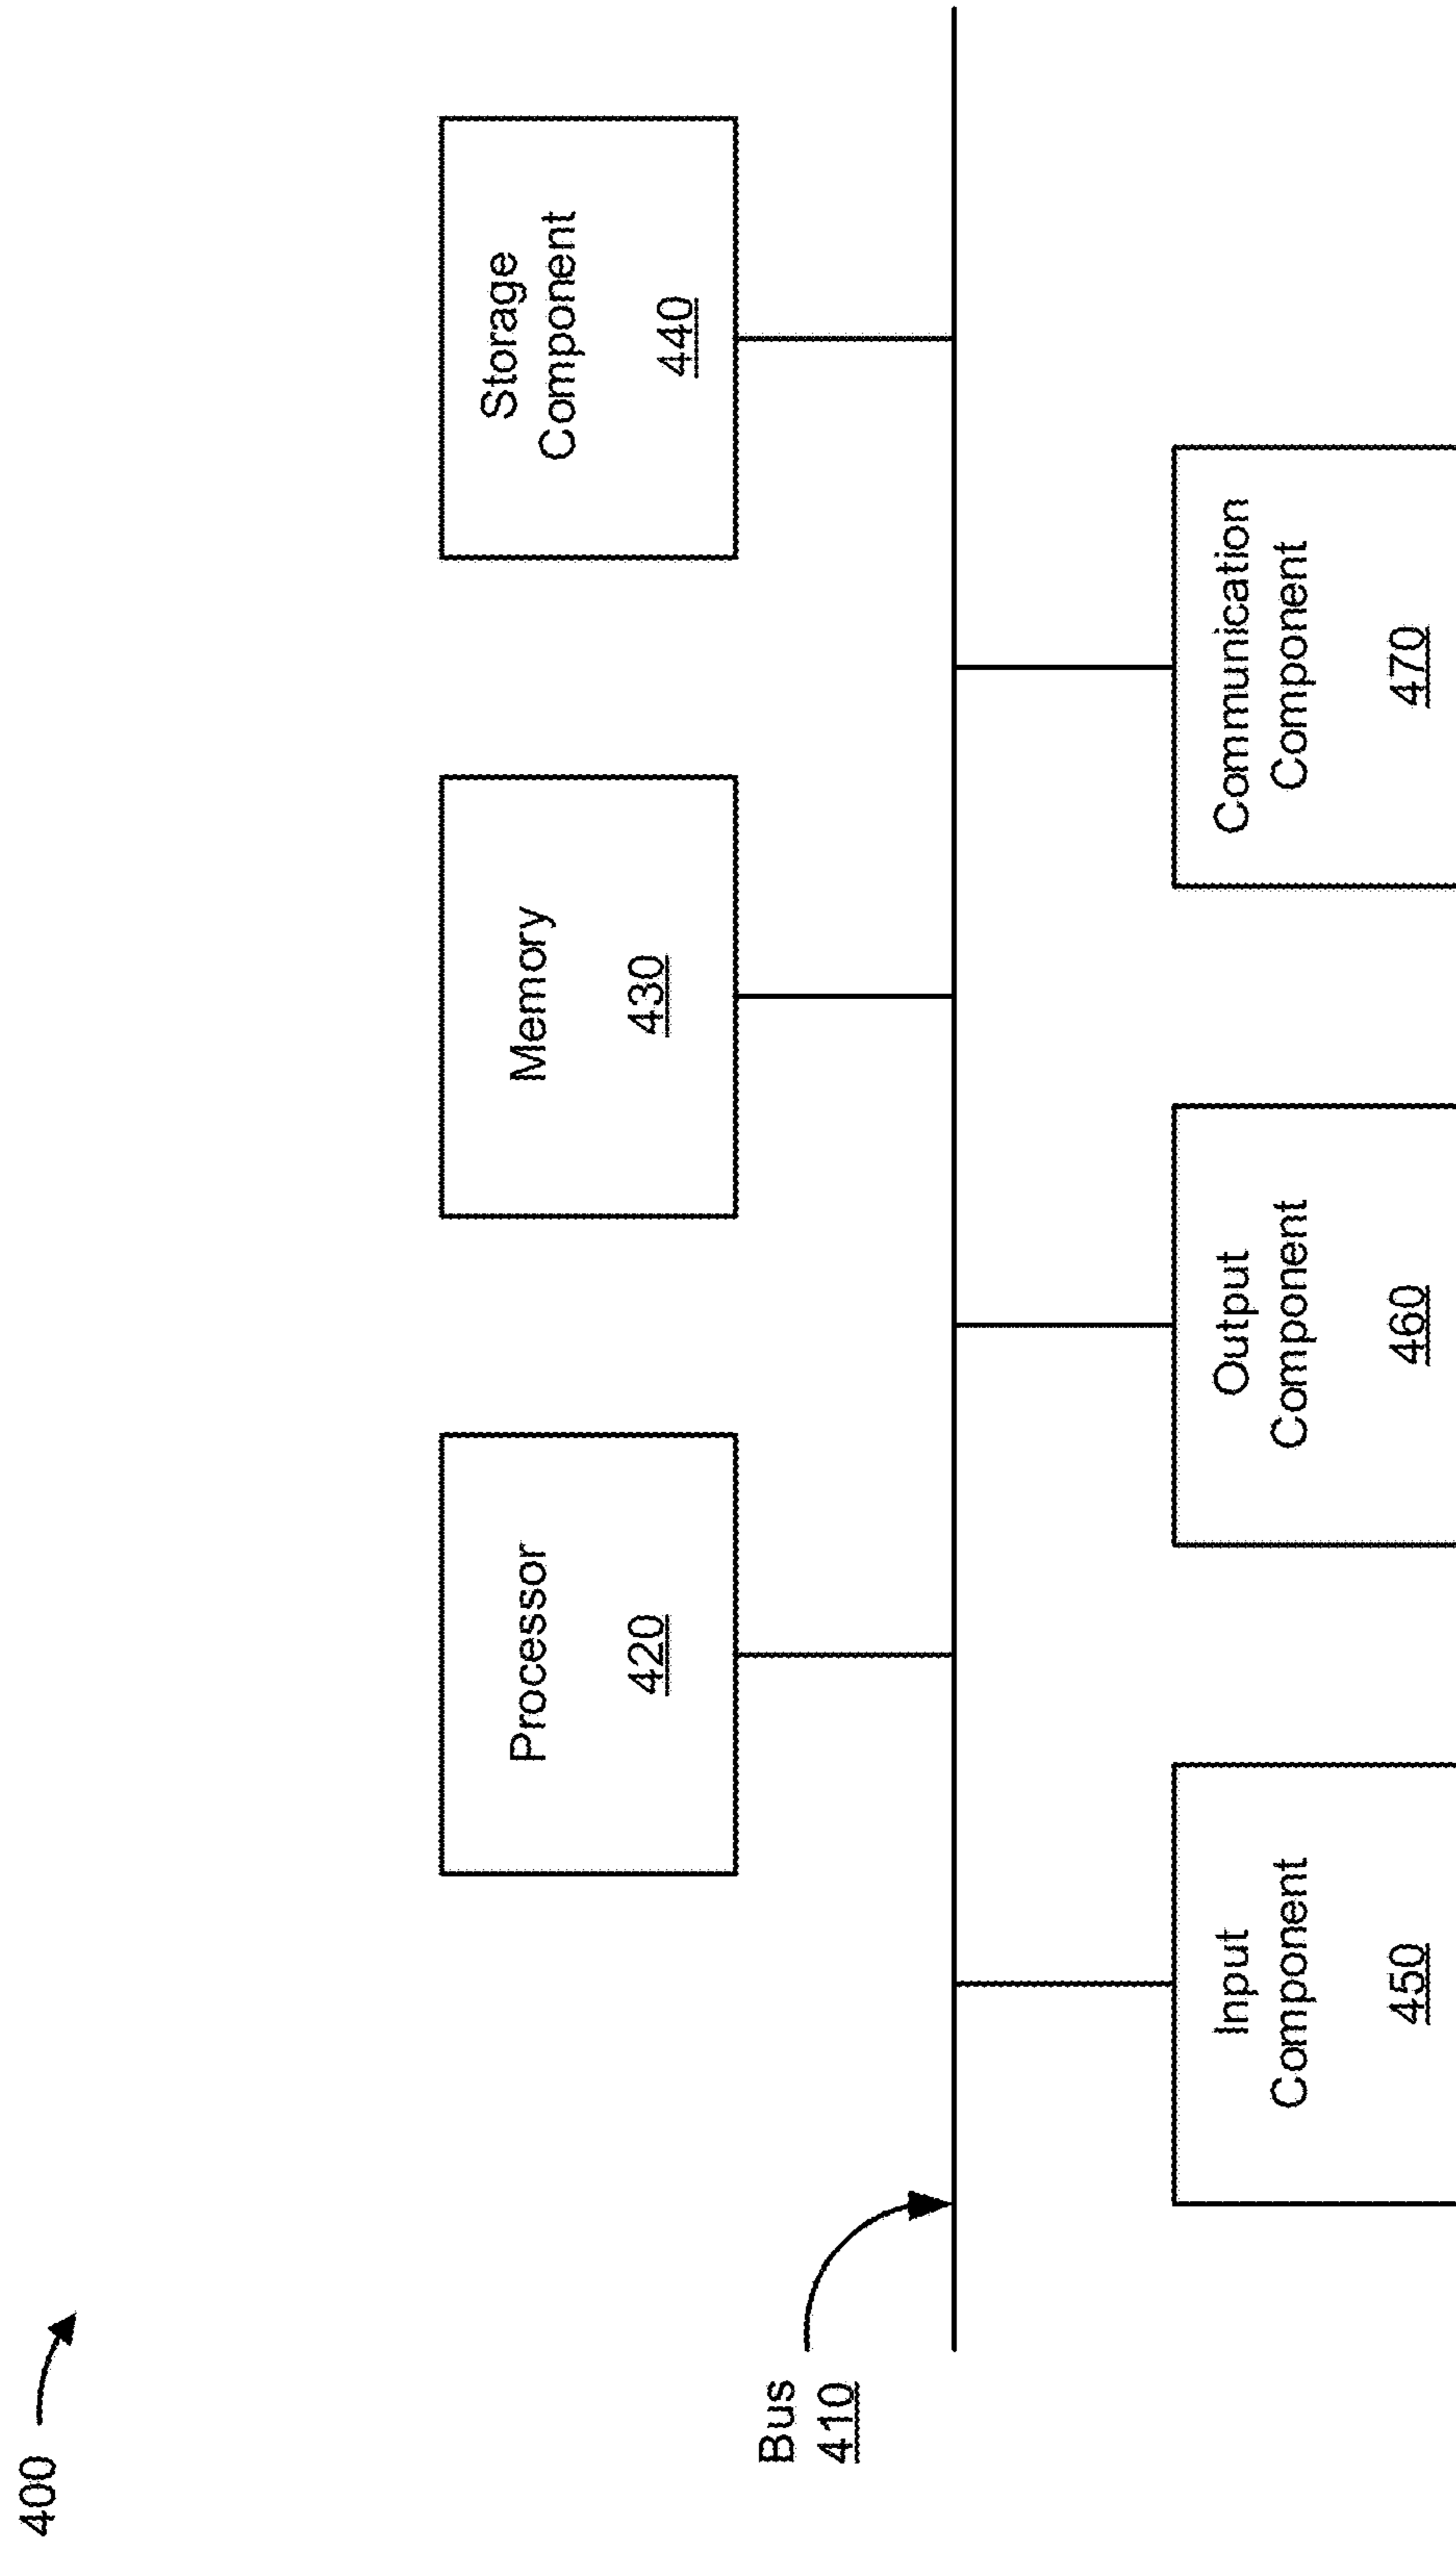 400
Processor
420
Memory
430
Storage
Component
440
Bus
410
Input
Component
450
Output
Component
460
Communication
Component
470